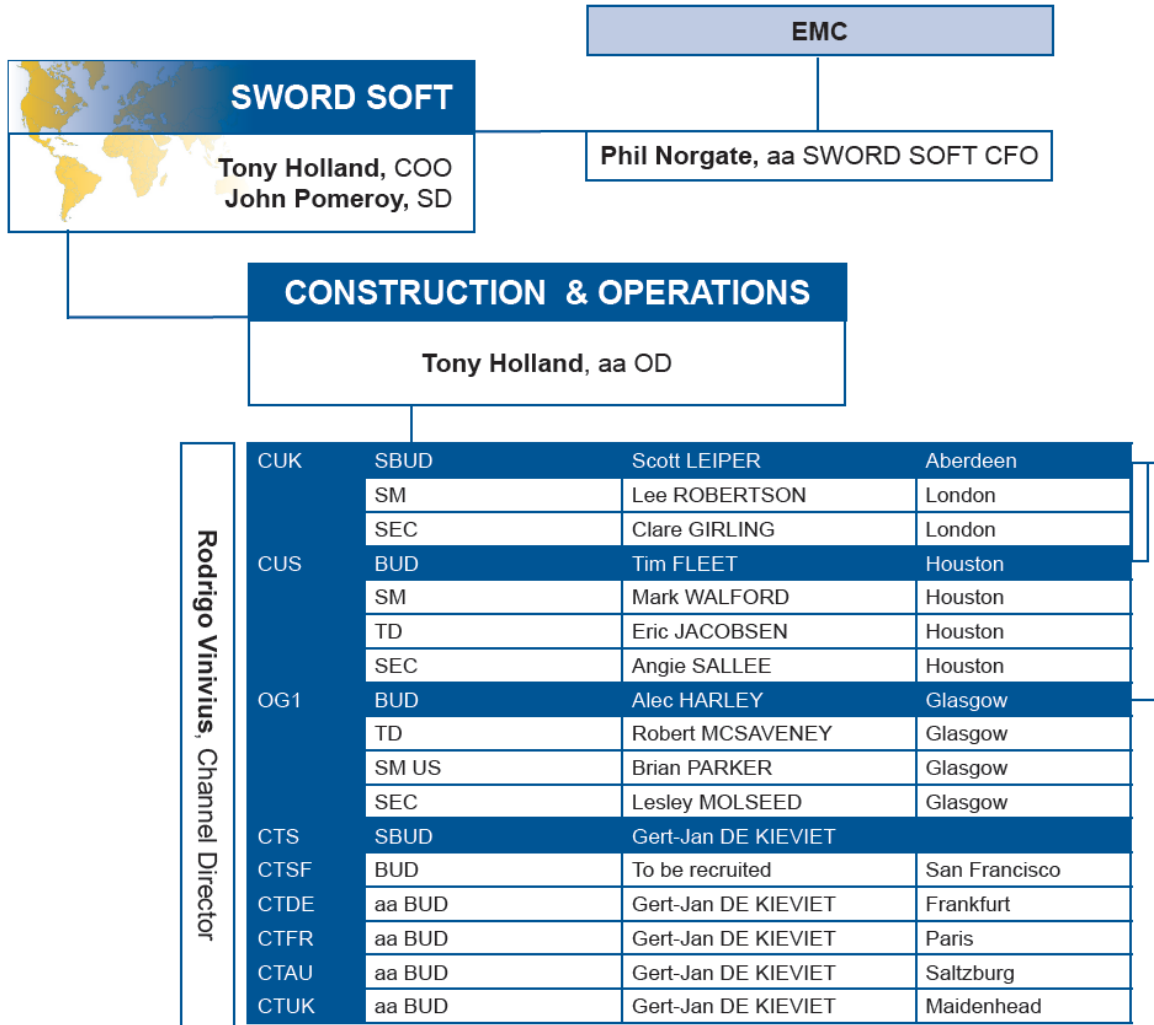 EMC
SWORD SOFT
Tony Holland, COO
John Pomeroy, SD
Phil Norgate, aa SWORD SOFT CFO
CONSTRUCTION & OPERATIONS
Tony Holland, aa OD
Rodrigo Vinivius, Channel Director
CUK SBUD Scott LEIPER Aberdeen
SM Lee ROBERTSON London
SEC Clare GIRLING London
CUS BUD Tim FLEET Houston
SM Mark WALFORD Houston
TD Eric JACOBSEN Houston
SEC Angie SALLEE Houston
OG1 BUD Alec HARLEY Glasgow
TD Robert MCSAVENEY Glasgow
SM US Brian PARKER Glasgow
SEC Lesley MOLSEED Glasgow
CTS SBUD Gert-Jan DE KIEVIET
CTSF BUD To be recruited San Francisco
CTDE aa BUD Gert-Jan DE KIEVIET Frankfurt
CTFR aa BUD Gert-Jan DE KIEVIET Paris
CTAU aa BUD Gert-Jan DE KIEVIET Saltzburg
CTUK aa BUD Gert-Jan DE KIEVIET Maidenhead